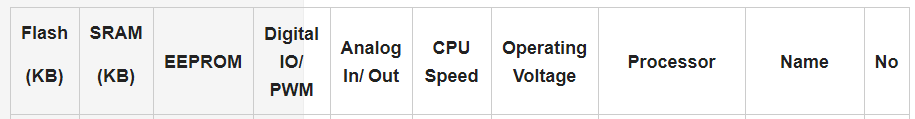 Flash
(KB)
SRAM
(KB)
EEPROM
Digital
IO/
PWM
Analog
In/ Out
CPU
Speed
Operating
Voltage
Processor
Name
No